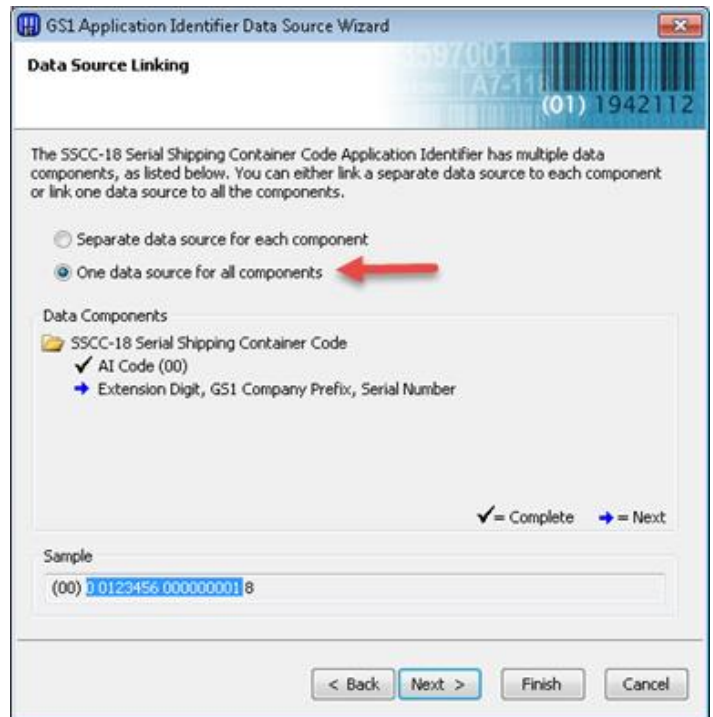 GS1 Application Identifier Data Source Wizard
Data Source Linking
3597001
A7-118
(01) 1942112
The SSCC-18 Serial Shipping Container Code Application Identifier has multiple data
components, as listed below. You can either link a separate data source to each component
or link one data source to all the components.
Separate data source for each component
One data source for all components
Data Components
SSCC-18 Serial Shipping Container Code
AI Code (00)
Extension Digit, GS1 Company Prefix, Serial Number
= Complete = Next
Sample
(00) 0 0123456 000000001 8
< Back Next > Finish Cancel